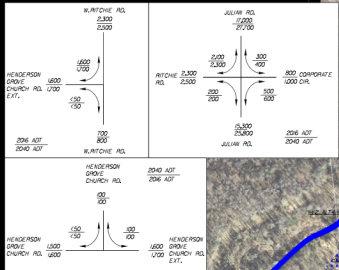 W. RITCHIE RD.
2,300
2,500
1,600
1,700
HENDERSON
GROVE
CHURCH RD.
EXT.
1,600
1,700
<50
<50
700
800
2016 ADT
2040 ADT
W. RITCHIE RD.
JULIAN RD.
17,000
27,700
2,100
2,300
300
400
RITCHIE
RD.
2,300
2,500
800
1,000
CORPORATE
CIR.
200
200
500
600
15,300
25,800
JULIAN RD.
2016 ADT
2040 ADT
HENDERSON
GROVE
CHURCH RD.
2040 ADT
2016 ADT
100
100
<50
<50
100
100
HENDERSON
GROVE
CHURCH RD.
1,500
1,600
1,600
1,700
HENDERSON
GROVE
CHURCH RD.
EXT.